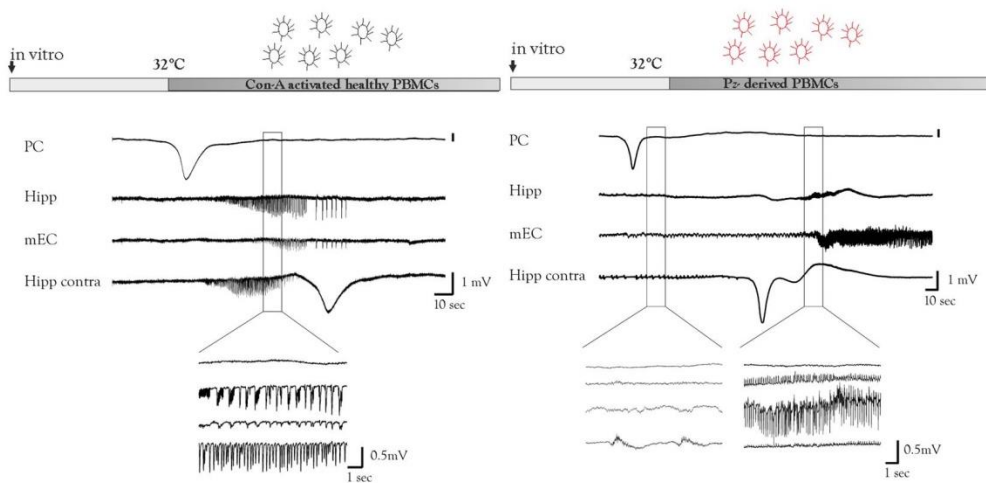 in vitro
32°C
Con-A activated healthy PBMCs
PC
Hipp
mEC
Hipp contra
1 mV
10 sec
0.5mV
1 sec
in vitro
32°C
Pz- derived PBMCs
PC
Hipp
mEC
Hipp contra
1 mV
10 sec
0.5mV
1 sec